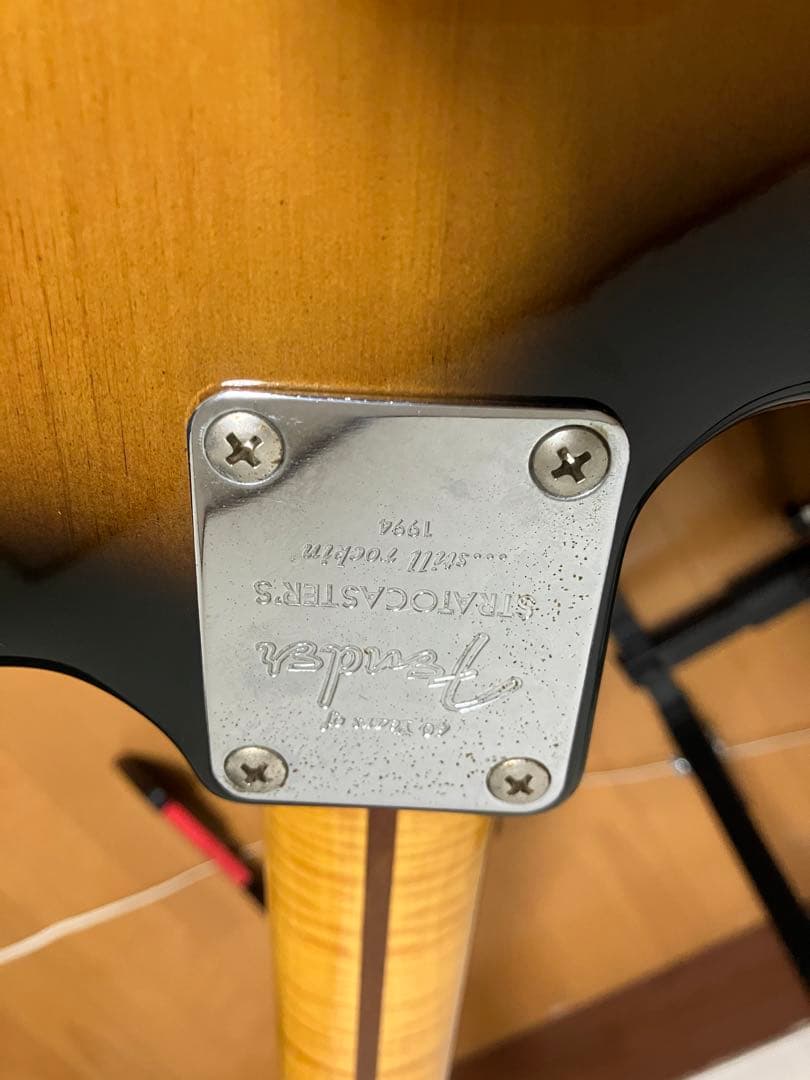 40 Years of
Fender
STRATOCASTER'S
...still rockin'
1994